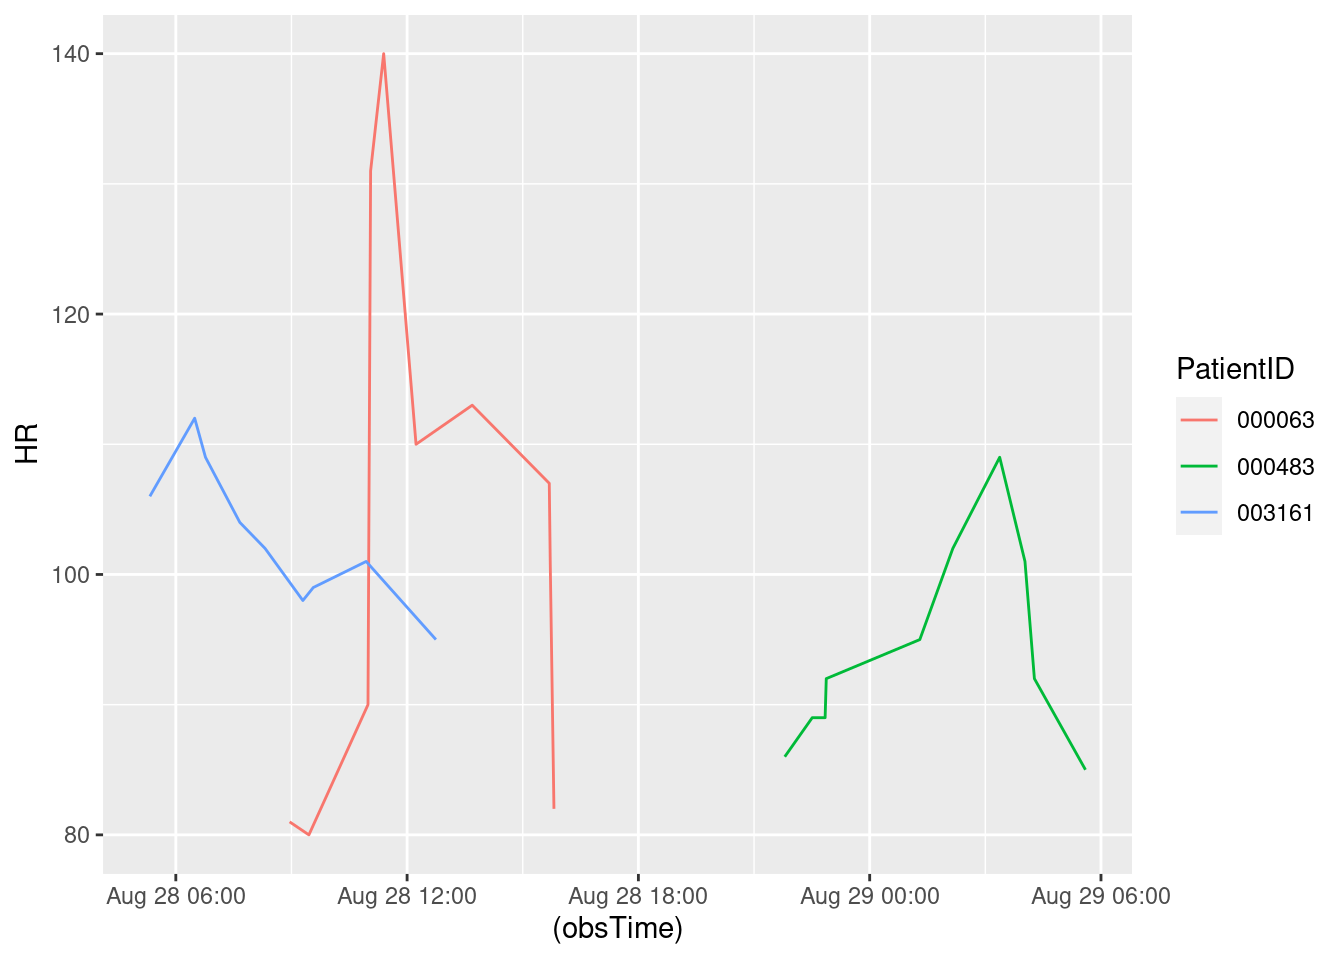 140
120
100
80
HR
Aug 28 06:00
Aug 28 12:00
Aug 28 18:00
Aug 29 00:00
Aug 29 06:00
(obsTime)
PatientID
000063
000483
003161